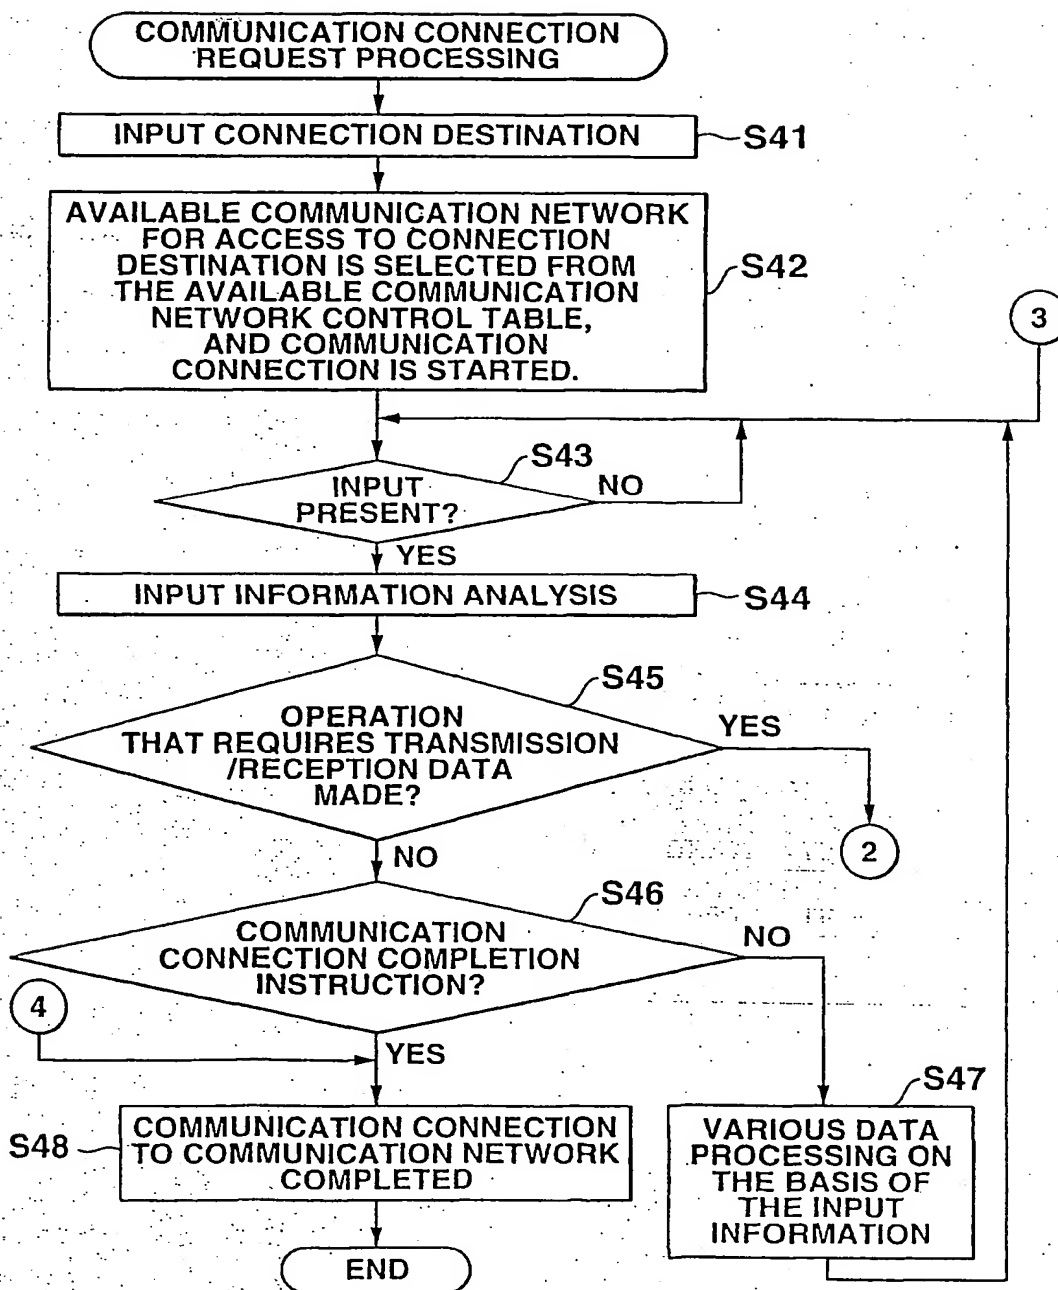 COMMUNICATION CONNECTION
REQUEST PROCESSING
INPUT CONNECTION DESTINATION
S41
AVAILABLE COMMUNICATION NETWORK
FOR ACCESS TO CONNECTION
DESTINATION IS SELECTED FROM
THE AVAILABLE COMMUNICATION
NETWORK CONTROL TABLE,
AND COMMUNICATION
CONNECTION IS STARTED.
S42
3
S43
INPUT
PRESENT?
NO
YES
INPUT INFORMATION ANALYSIS
S44
S45
OPERATION
THAT REQUIRES TRANSMISSION
/RECEPTION DATA
MADE?
YES
2
NO
S46
COMMUNICATION
CONNECTION COMPLETION
INSTRUCTION?
NO
4
YES
S47
VARIOUS DATA
PROCESSING ON
THE BASIS OF
THE INPUT
INFORMATION
S48
COMMUNICATION CONNECTION
TO COMMUNICATION NETWORK
COMPLETED
END